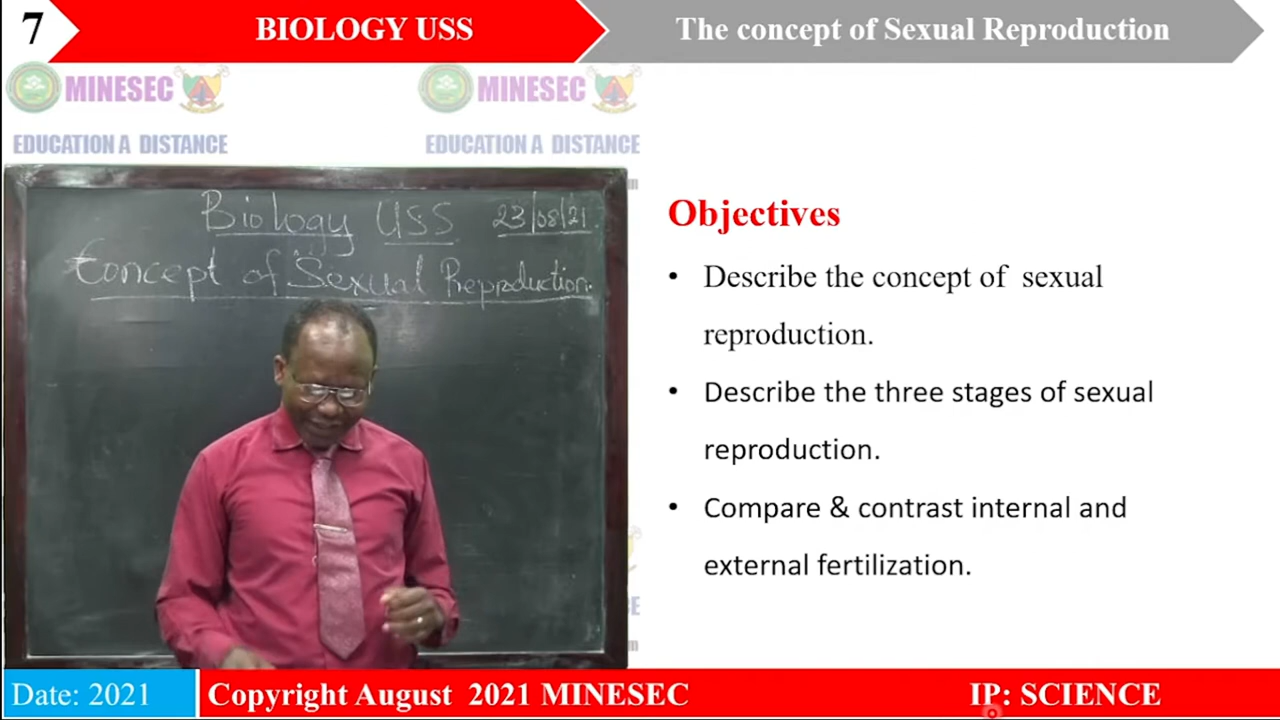 7
BIOLOGY USS
The concept of Sexual Reproduction
MINESEC
MINESEC
EDUCATION A DISTANCE
EDUCATION A DISTANCE
Biology USS 23/08/21
Concept of Sexual Reproduction.
Objectives
• Describe the concept of sexual
reproduction.
• Describe the three stages of sexual
reproduction.
• Compare & contrast internal and
external fertilization.
Date: 2021
Copyright August 2021 MINESEC
IP: SCIENCE